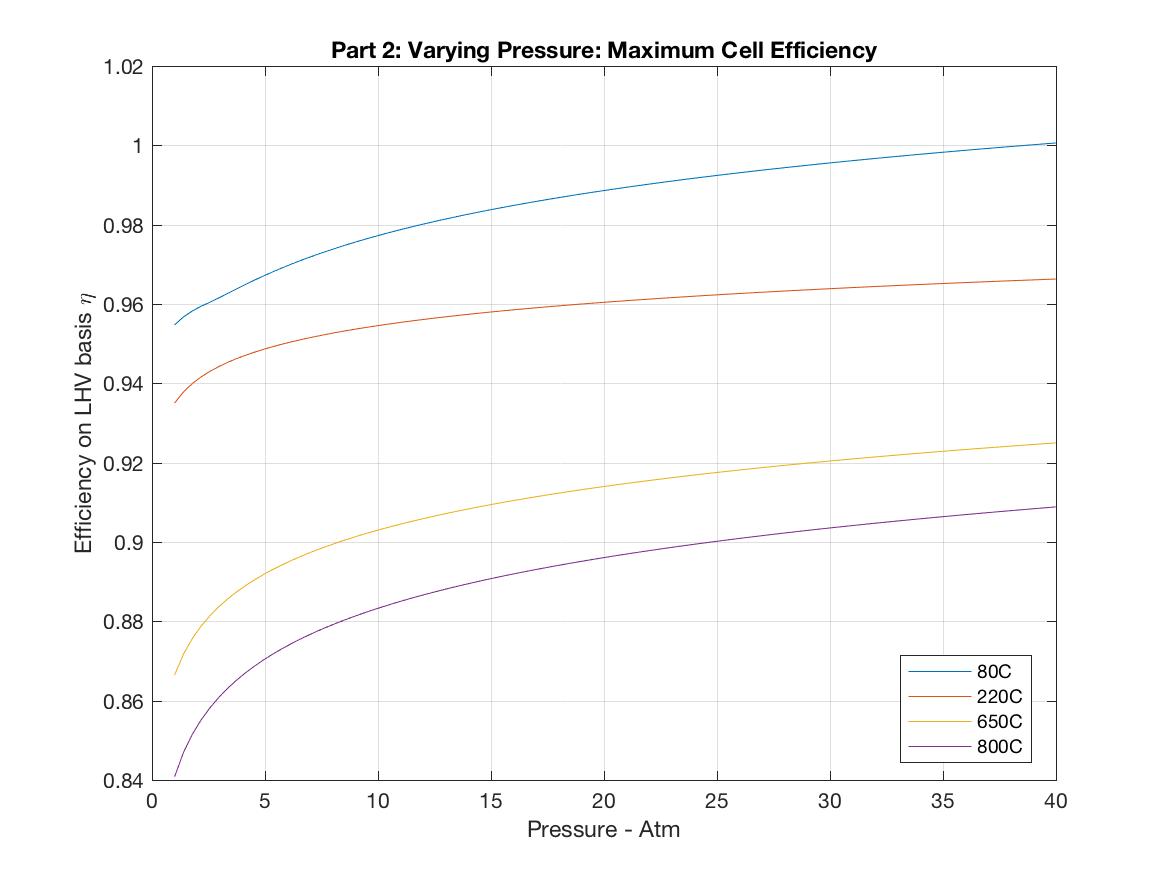 Part 2: Varying Pressure: Maximum Cell Efficiency
1.02
1
0.98
0.96
0.94
0.92
0.9
0.88
0.86
0.84
Efficiency on LHV basis η
0
5
10
15
20
25
30
35
40
Pressure - Atm
80C
220C
650C
800C